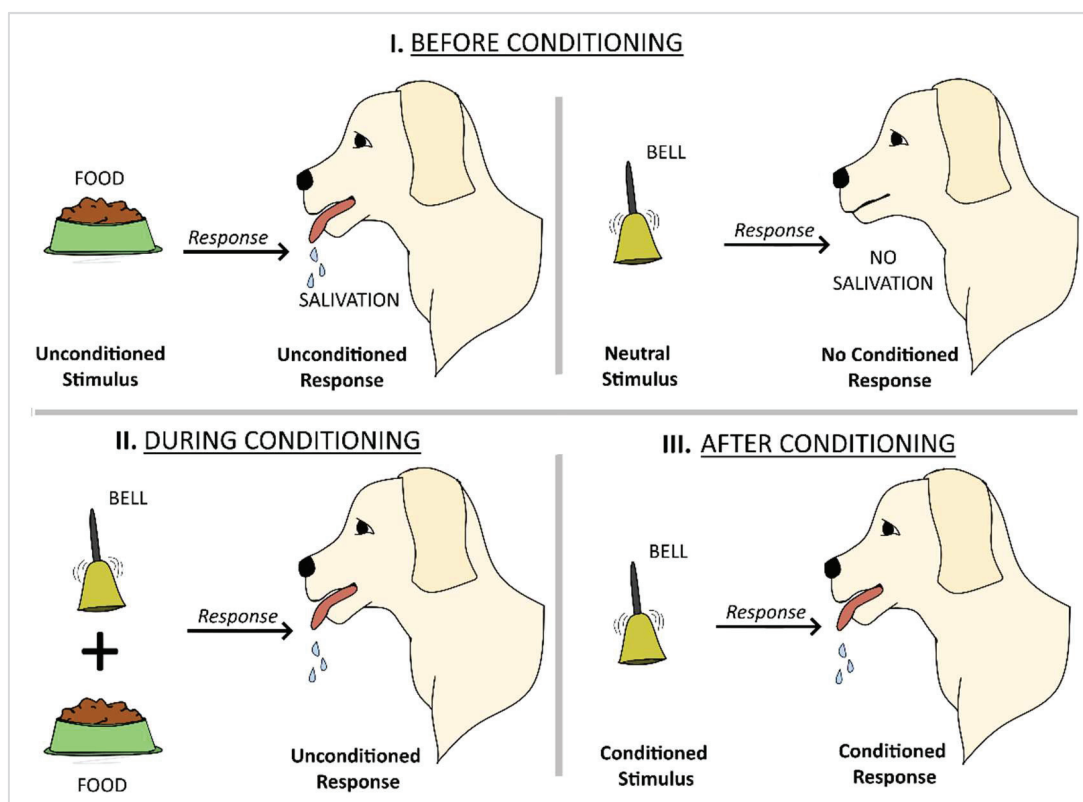 I. BEFORE CONDITIONING
FOOD
Response
SALIVATION
Unconditioned
Stimulus
Unconditioned
Response
BELL
Response
NO
SALIVATION
Neutral
Stimulus
No Conditioned
Response
II. DURING CONDITIONING
BELL
Response
+
FOOD
Unconditioned
Response
III. AFTER CONDITIONING
BELL
Response
Conditioned
Stimulus
Conditioned
Response